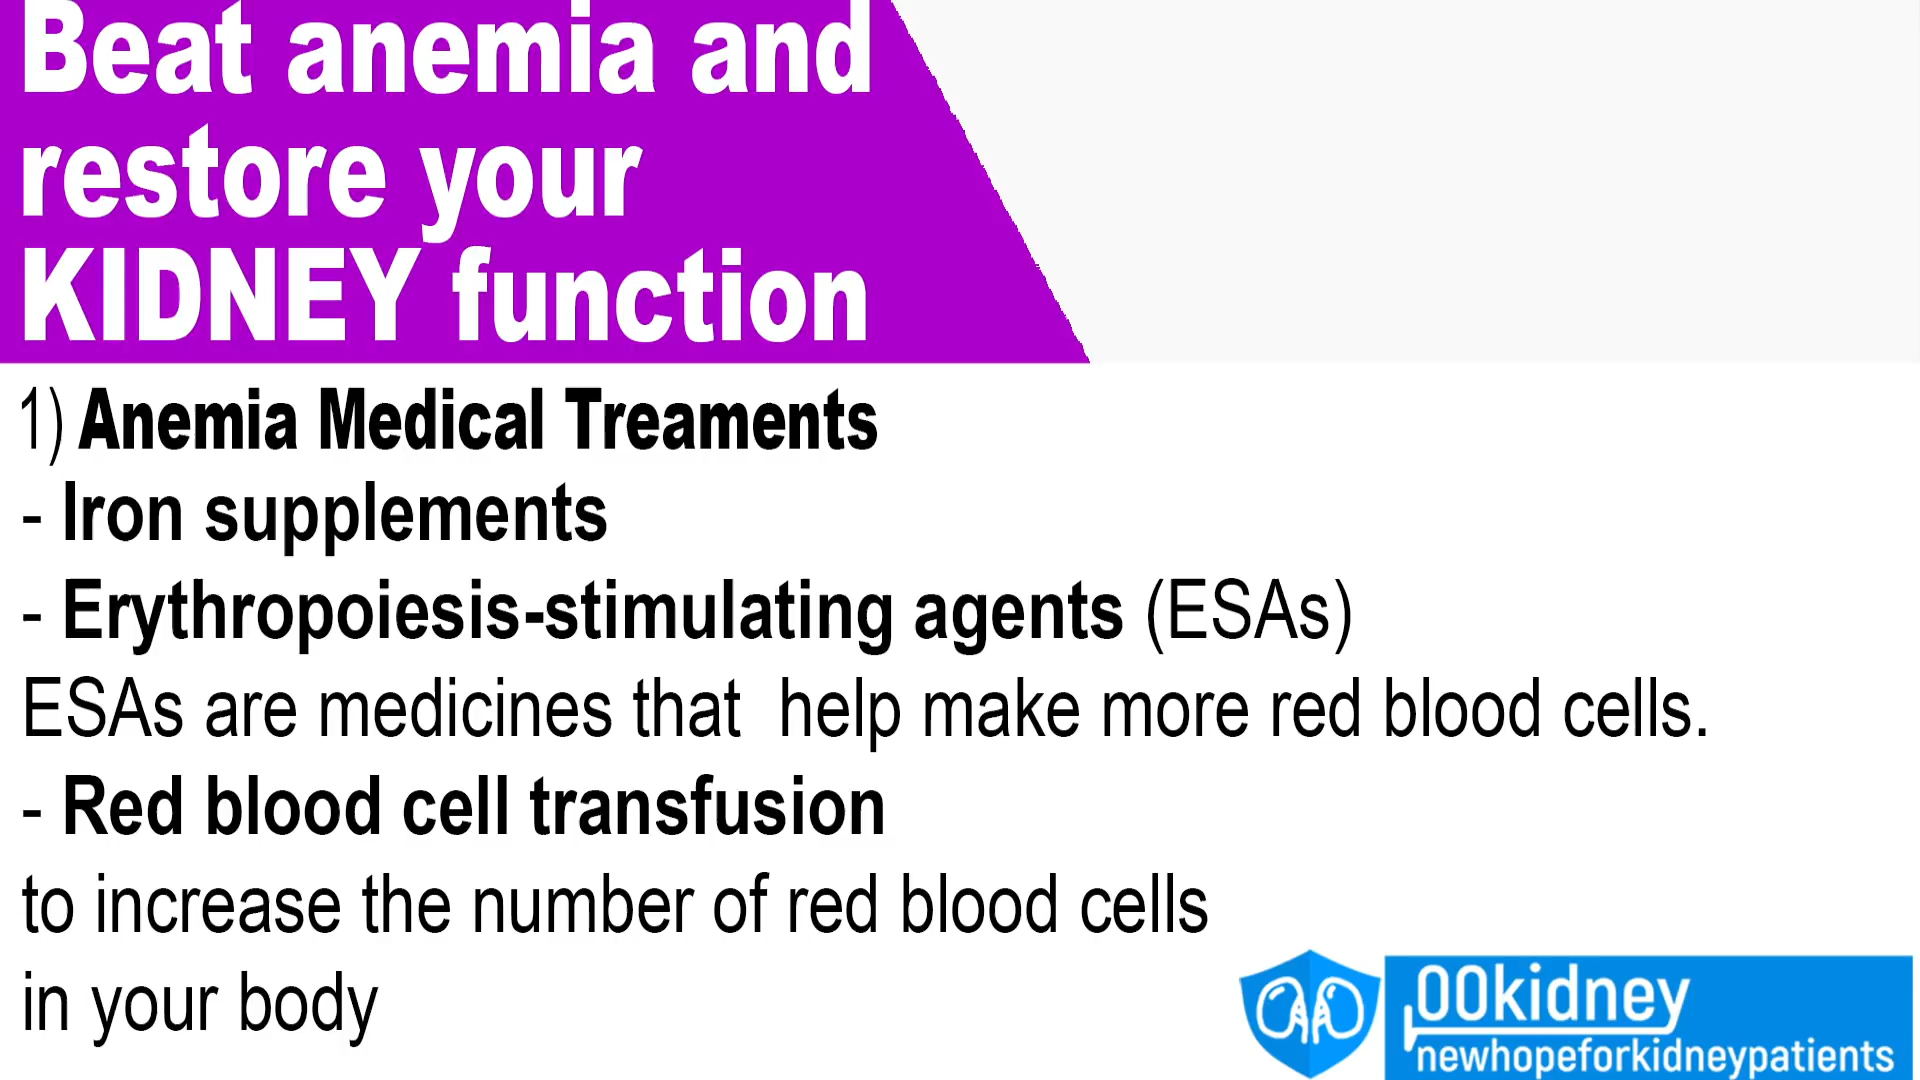 Beat anemia and
restore your
KIDNEY function
1) Anemia Medical Treaments
- Iron supplements
- Erythropoiesis-stimulating agents (ESAs)
ESAs are medicines that  help make more red blood cells.
- Red blood cell transfusion
to increase the number of red blood cells
in your body
00kidney
newhopeforkidneypatients